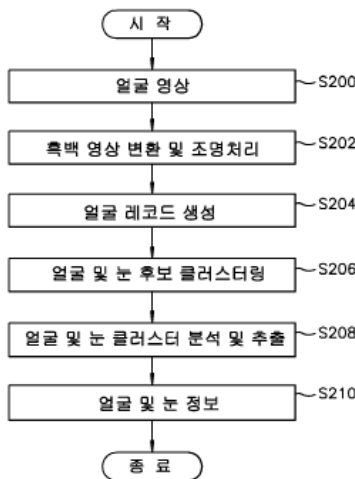 시 작
얼굴 영상
S200
흑백 영상 변환 및 조명처리
S202
얼굴 레코드 생성
S204
얼굴 및 눈 후보 클러스터링
S206
얼굴 및 눈 클러스터 분석 및 추출
S208
얼굴 및 눈 정보
S210
종 료